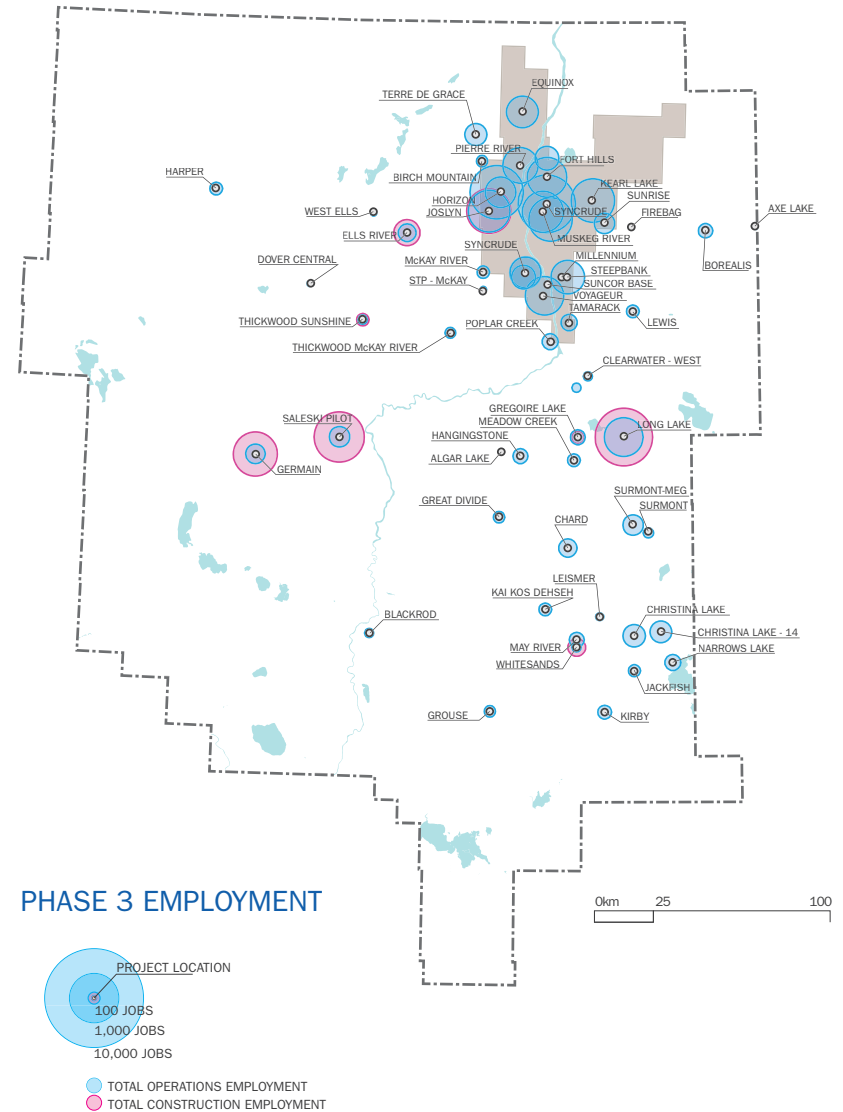 EQUINOX
TERRE DE GRACE
PIERRE RIVER
FORT HILLS
HARPER
BIRCH MOUNTAIN
KEARL LAKE
HORIZON
SUNRISE
WEST ELLS
JOSLYN
SYNCRUDE
FIREBAG
AXE LAKE
ELLS RIVER
MUSKEG RIVER
SYNCRUDE
DOVER CENTRAL
McKAY RIVER
MILLENNIUM
BOREALIS
STEEPBANK
STP - McKAY
SUNCOR BASE
VOYAGEUR
TAMARACK
THICKWOOD SUNSHINE
POPLAR CREEK
LEWIS
THICKWOOD McKAY RIVER
CLEARWATER - WEST
GREGOIRE LAKE
SALESKI PILOT
MEADOW CREEK
LONG LAKE
HANGINGSTONE
ALGAR LAKE
GERMAIN
SURMONT-MEG
GREAT DIVIDE
SURMONT
CHARD
LEISMER
KAI KOS DEHSEH
BLACKROD
CHRISTINA LAKE
CHRISTINA LAKE - 14
MAY RIVER
NARROWS LAKE
WHITESANDS
JACKFISH
GROUSE
KIRBY
PHASE 3 EMPLOYMENT
0km 25 100
PROJECT LOCATION
100 JOBS
1,000 JOBS
10,000 JOBS
TOTAL OPERATIONS EMPLOYMENT
TOTAL CONSTRUCTION EMPLOYMENT